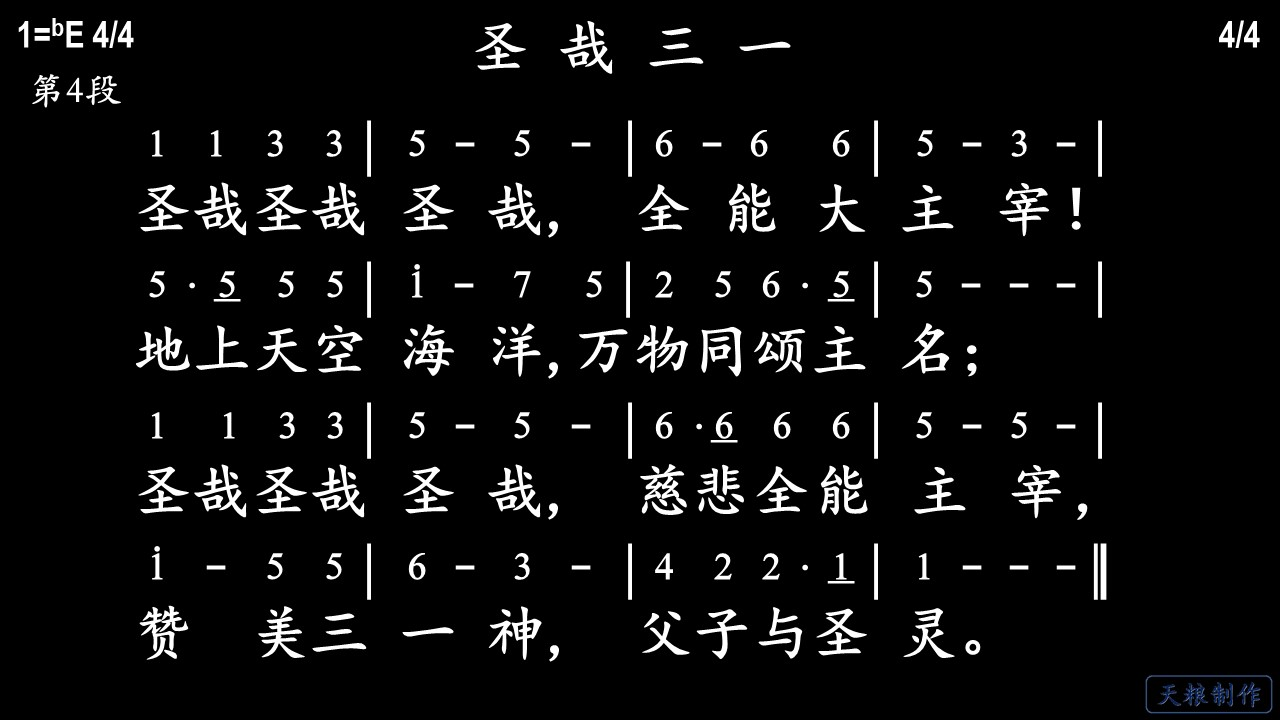 1=ᵇE 4/4
圣 哉 三 一
4/4
第4段
1 1 3 3 | 5 – 5 – | 6 – 6 6 | 5 – 3 – |
圣哉圣哉 圣 哉， 全 能 大 主 宰！
5 · 5̲ 5 5 | i – 7 5 | 2 5 6 · 5̲ | 5 – – – |
地上天空 海 洋，万物同颂主 名；
1 1 3 3 | 5 – 5 – | 6 · 6̲ 6 6 | 5 – 5 – |
圣哉圣哉 圣 哉， 慈悲全能 主 宰，
i – 5 5 | 6 – 3 – | 4 2 2 · 1̲ | 1 – – – ‖
赞 美三 一 神， 父子与圣 灵。
天粮制作